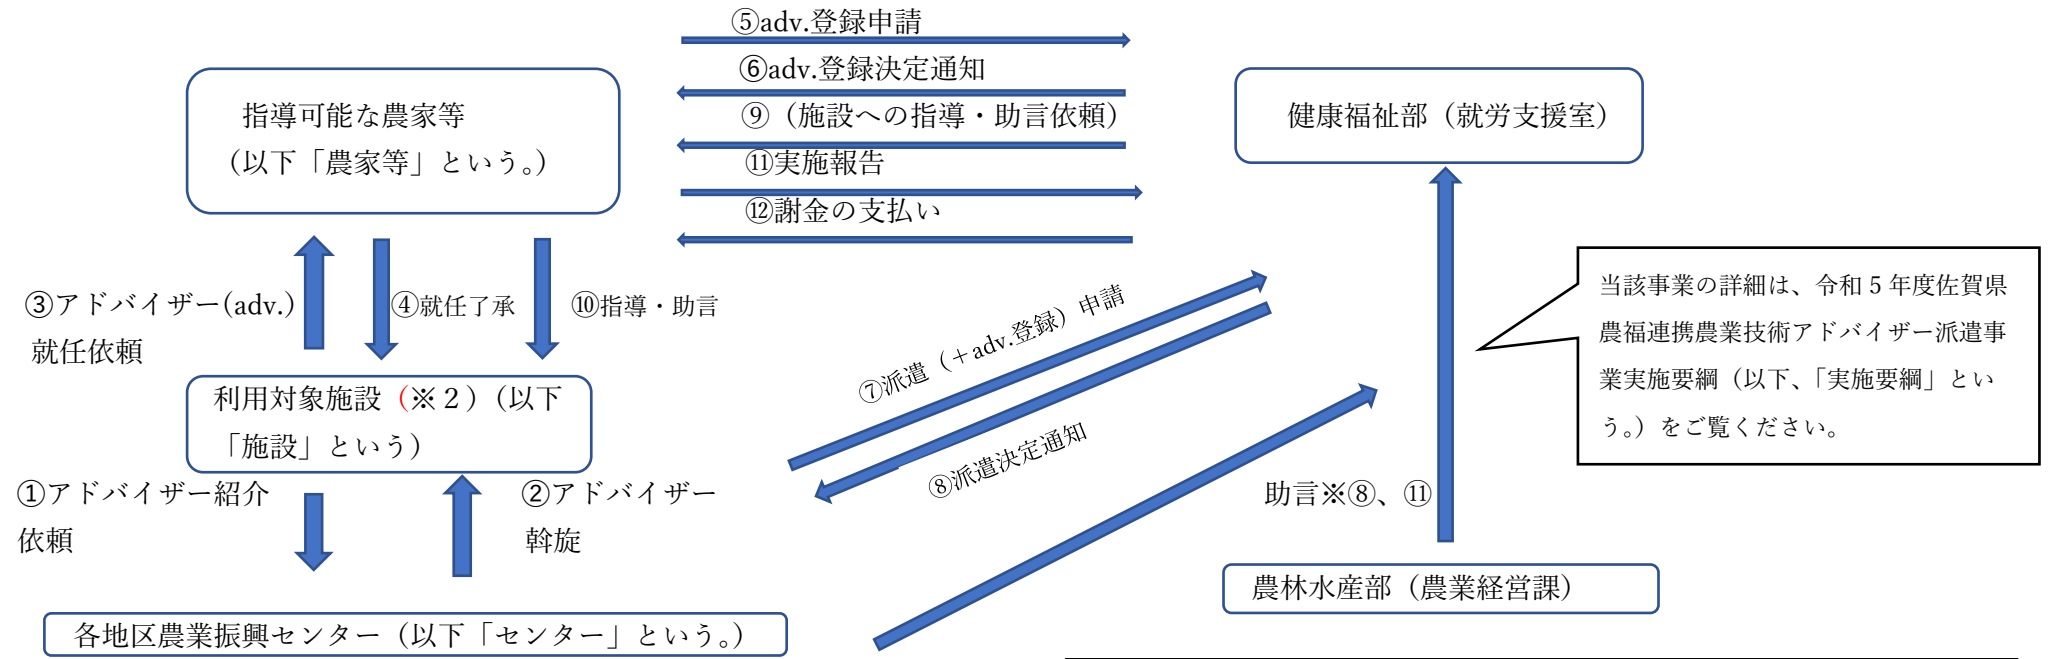 ⑤adv.登録申請
⑥adv.登録決定通知
⑨（施設への指導・助言依頼）
⑪実施報告
⑫謝金の支払い
指導可能な農家等
（以下「農家等」という。）
健康福祉部（就労支援室）
③アドバイザー(adv.)
就任依頼
④就任了承
⑩指導・助言
⑦派遣（＋adv.登録）申請
⑧派遣決定通知
当該事業の詳細は、令和５年度佐賀県
農福連携農業技術アドバイザー派遣事
業実施要綱（以下、「実施要綱」とい
う。）をご覧ください。
利用対象施設（※２）（以下
「施設」という）
①アドバイザー紹介
依頼
②アドバイザー
斡旋
助言※⑧、⑪
農林水産部（農業経営課）
各地区農業振興センター（以下「センター」という。）